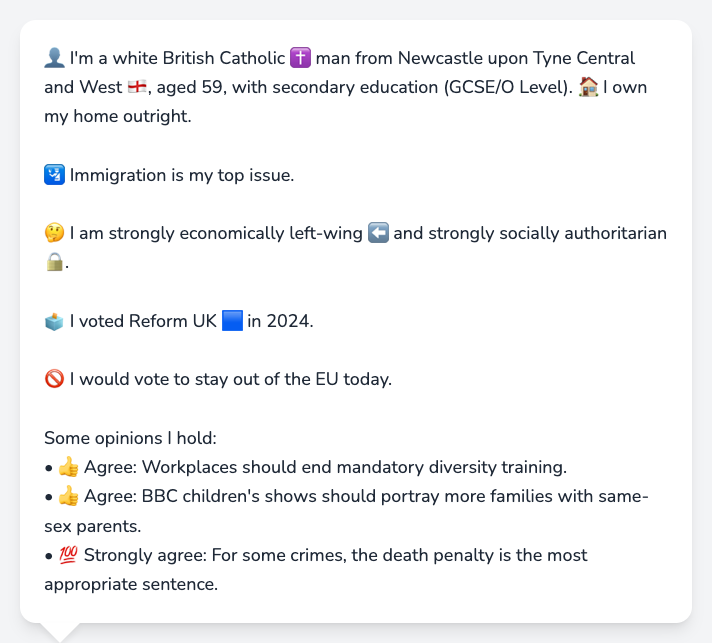 👤 I'm a white British Catholic ✝️ man from Newcastle upon Tyne Central
and West 🏴󠁧󠁢󠁥󠁮󠁧󠁿, aged 59, with secondary education (GCSE/O Level). 🏠 I own
my home outright.
🛂 Immigration is my top issue.
🤔 I am strongly economically left-wing ⬅️ and strongly socially authoritarian
🔒.
🗳️ I voted Reform UK 🟦 in 2024.
🚫 I would vote to stay out of the EU today.
Some opinions I hold:
• 👍 Agree: Workplaces should end mandatory diversity training.
• 👍 Agree: BBC children's shows should portray more families with same-
sex parents.
• 💯 Strongly agree: For some crimes, the death penalty is the most
appropriate sentence.